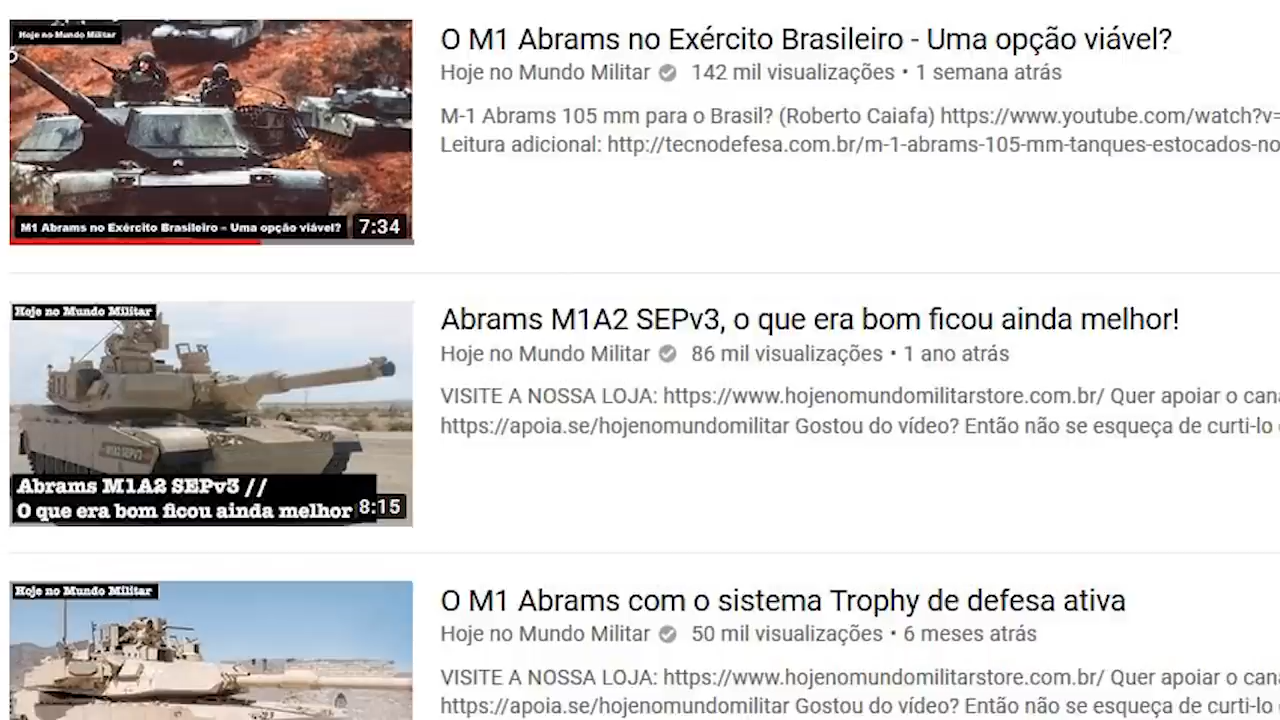 Hoje no Mundo Militar
M1 Abrams no Exército Brasileiro - Uma opção viável?
7:34
O M1 Abrams no Exército Brasileiro - Uma opção viável?
Hoje no Mundo Militar 142 mil visualizações • 1 semana atrás
M-1 Abrams 105 mm para o Brasil? (Roberto Caiafa) https://www.youtube.com/watch?v=
Leitura adicional: http://tecnodefesa.com.br/m-1-abrams-105-mm-tanques-estocados-no
Hoje no Mundo Militar
Abrams M1A2 SEPv3 //
O que era bom ficou ainda melhor
8:15
Abrams M1A2 SEPv3, o que era bom ficou ainda melhor!
Hoje no Mundo Militar 86 mil visualizações • 1 ano atrás
VISITE A NOSSA LOJA: https://www.hojenomundomilitarstore.com.br/ Quer apoiar o cana
https://apoia.se/hojenomundomilitar Gostou do vídeo? Então não se esqueça de curti-lo
Hoje no Mundo Militar
O M1 Abrams com o sistema Trophy de defesa ativa
Hoje no Mundo Militar 50 mil visualizações • 6 meses atrás
VISITE A NOSSA LOJA: https://www.hojenomundomilitarstore.com.br/ Quer apoiar o cana
https://apoia.se/hojenomundomilitar Gostou do vídeo? Então não se esqueça de curti-lo